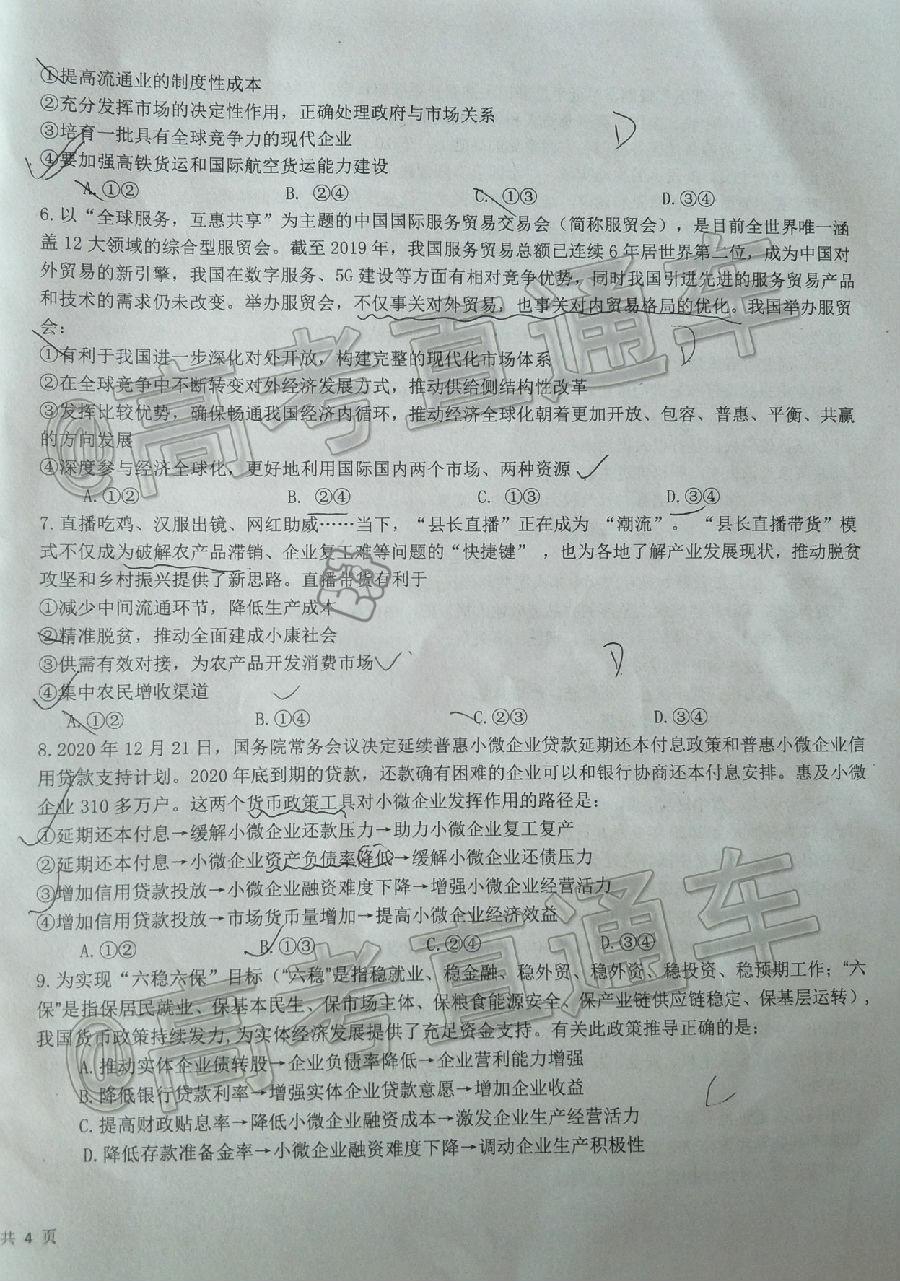 ①提高流通业的制度性成本
②充分发挥市场的决定性作用，正确处理政府与市场关系
③培育一批具有全球竞争力的现代企业
D
④要加强高铁货运和国际航空货运能力建设
A.①② B. ②④ C. ①③ D.③④
6. 以“全球服务，互惠共享”为主题的中国国际服务贸易交易会（简称服贸会），是目前全世界唯一涵
盖 12 大领域的综合型服贸会。截至 2019 年，我国服务贸易总额已连续 6 年居世界第二位，成为中国对
外贸易的新引擎，我国在数字服务、5G 建设等方面有相对竞争优势，同时我国引进先进的服务贸易产品
和技术的需求仍未改变。举办服贸会，不仅事关对外贸易，也事关对内贸易格局的优化。我国举办服贸
会：
①有利于我国进一步深化对外开放，构建完整的现代化市场体系
D
②在全球竞争中不断转变对外经济发展方式，推动供给侧结构性改革
③发挥比较优势，确保畅通我国经济内循环，推动经济全球化朝着更加开放、包容、普惠、平衡、共赢
的方向发展
④深度参与经济全球化，更好地利用国际国内两个市场、两种资源
A.①② B. ②④ C. ①③ D.③④
7. 直播吃鸡、汉服出镜、网红助威……当下，“县长直播”正在成为 “潮流”。 “县长直播带货”模
式不仅成为破解农产品滞销、企业复工难等问题的“快捷键” ，也为各地了解产业发展现状，推动脱贫
攻坚和乡村振兴提供了新思路。直播带保有利于
①减少中间流通环节，降低生产成本
②精准脱贫，推动全面建成小康社会
③供需有效对接，为农产品开发消费市场
D
④集中农民增收渠道
A.①② B.①④ C.②③ D.③④
8. 2020 年 12 月 21 日，国务院常务会议决定延续普惠小微企业贷款延期还本付息政策和普惠小微企业信
用贷款支持计划。2020 年底到期的贷款，还款确有困难的企业可以和银行协商还本付息安排。惠及小微
企业 310 多万户。这两个货币政策工具对小微企业发挥作用的路径是：
①延期还本付息→缓解小微企业还款压力→助力小微企业复工复产
②延期还本付息→小微企业资产负债率降低→缓解小微企业还债压力
③增加信用贷款投放→小微企业融资难度下降→增强小微企业经营活力
④增加信用贷款投放→市场货币量增加→提高小微企业经济效益
A.①② B.①③ C.②④ D.③④
9. 为实现“六稳六保”目标（“六稳”是指稳就业、稳金融、稳外贸、稳外资、稳投资、稳预期工作；“六
保”是指保居民就业、保基本民生、保市场主体、保粮食能源安全、保产业链供应链稳定、保基层运转），
我国货币政策持续发力,为实体经济发展提供了充足资金支持。有关此政策推导正确的是：
A. 推动实体企业债转股→企业负债率降低→企业营利能力增强
B. 降低银行贷款利率→增强实体企业贷款意愿→增加企业收益
C
C. 提高财政贴息率→降低小微企业融资成本→激发企业生产经营活力
D. 降低存款准备金率→小微企业融资难度下降→调动企业生产积极性
共 4 页
@高考直通车
@高考直通车